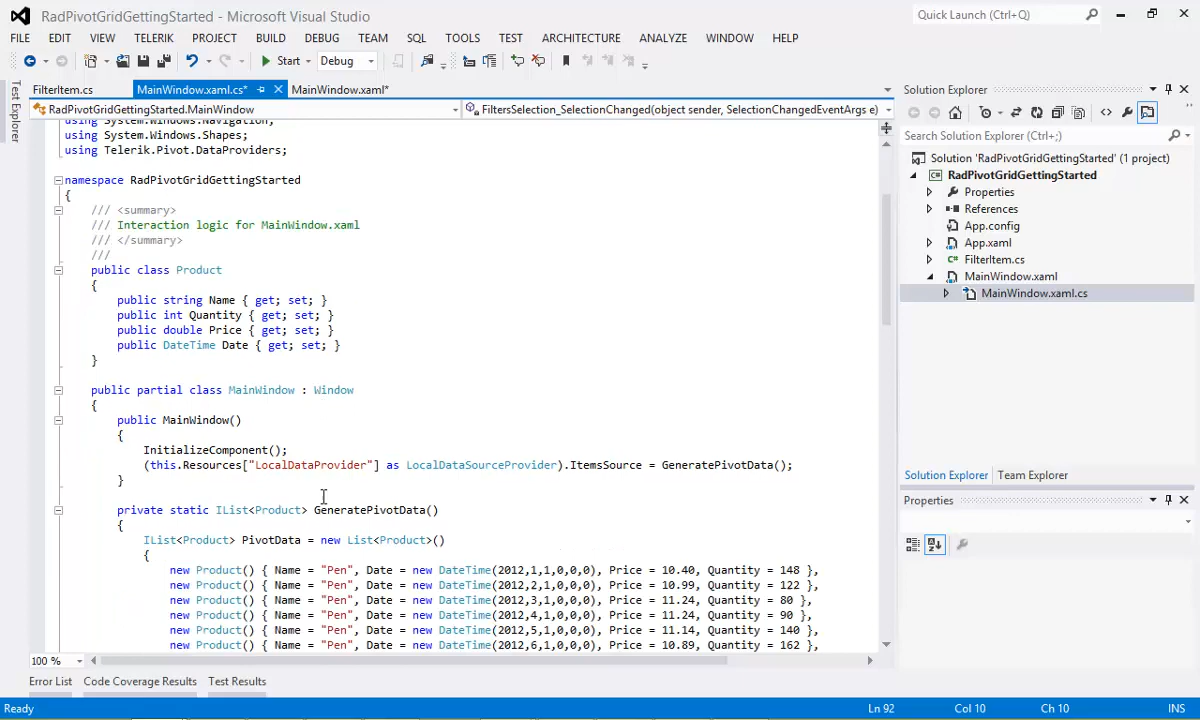 RadPivotGridGettingStarted - Microsoft Visual Studio
Quick Launch (Ctrl+Q)
FILE EDIT VIEW TELERIK PROJECT BUILD DEBUG TEAM SQL TOOLS TEST ARCHITECTURE ANALYZE WINDOW HELP
Start Debug
Test Explorer
FilterItem.cs MainWindow.xaml.cs* MainWindow.xaml*
RadPivotGridGettingStarted.MainWindow FiltersSelection_SelectionChanged(object sender, SelectionChangedEventArgs e)
using System.Windows.Navigation;
using System.Windows.Shapes;
using Telerik.Pivot.DataProviders;
namespace RadPivotGridGettingStarted
{
/// <summary>
/// Interaction logic for MainWindow.xaml
/// </summary>
///
public class Product
{
public string Name { get; set; }
public int Quantity { get; set; }
public double Price { get; set; }
public DateTime Date { get; set; }
}
public partial class MainWindow : Window
{
public MainWindow()
{
InitializeComponent();
(this.Resources["LocalDataProvider"] as LocalDataSourceProvider).ItemsSource = GeneratePivotData();
}
private static IList<Product> GeneratePivotData()
{
IList<Product> PivotData = new List<Product>()
{
new Product() { Name = "Pen", Date = new DateTime(2012,1,1,0,0,0), Price = 10.40, Quantity = 148 },
new Product() { Name = "Pen", Date = new DateTime(2012,2,1,0,0,0), Price = 10.99, Quantity = 122 },
new Product() { Name = "Pen", Date = new DateTime(2012,3,1,0,0,0), Price = 11.24, Quantity = 80 },
new Product() { Name = "Pen", Date = new DateTime(2012,4,1,0,0,0), Price = 11.24, Quantity = 90 },
new Product() { Name = "Pen", Date = new DateTime(2012,5,1,0,0,0), Price = 11.14, Quantity = 140 },
new Product() { Name = "Pen", Date = new DateTime(2012,6,1,0,0,0), Price = 10.89, Quantity = 162 },
100 %
Error List Code Coverage Results Test Results
Solution Explorer
Search Solution Explorer (Ctrl+;)
Solution 'RadPivotGridGettingStarted' (1 project)
RadPivotGridGettingStarted
Properties
References
App.config
App.xaml
FilterItem.cs
MainWindow.xaml
MainWindow.xaml.cs
Solution Explorer Team Explorer
Properties
Ready Ln 92 Col 10 Ch 10 INS